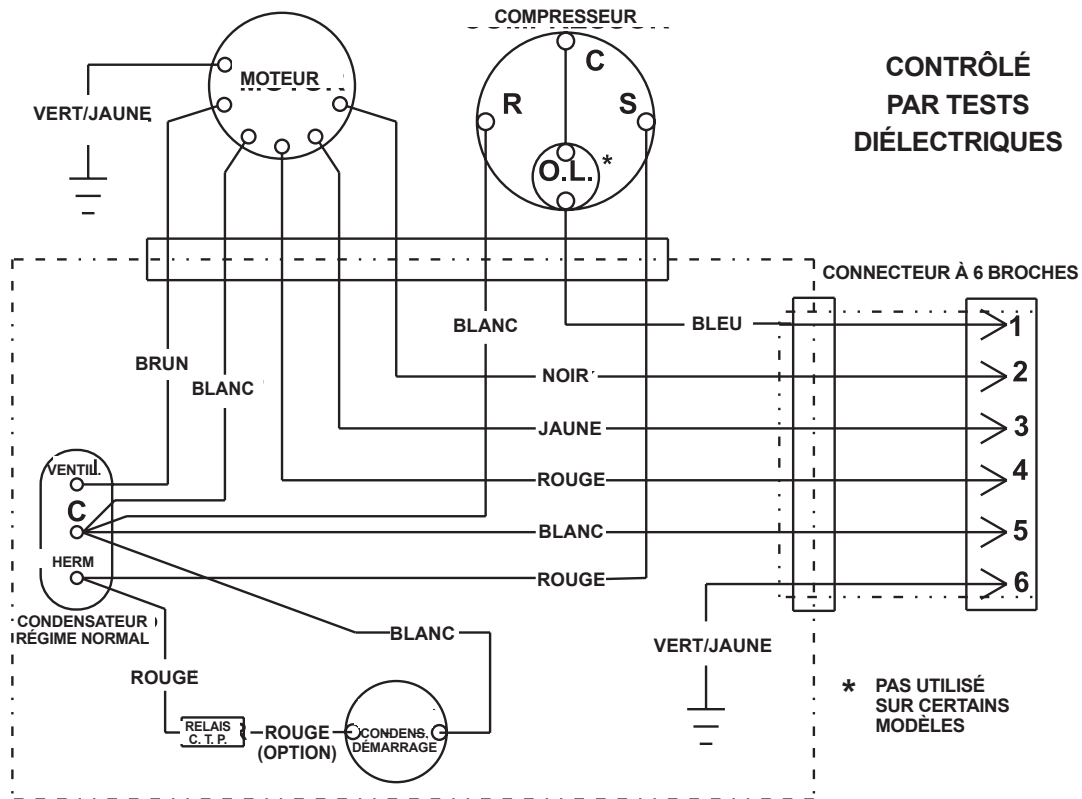 COMPRESSEUR
MOTEUR
C
R
S
O.L. *
VERT/JAUNE
CONTRÔLÉ
PAR TESTS
DIÉLECTRIQUES
CONNECTEUR À 6 BROCHES
BLANC
BLEU
1
BRUN
BLANC
NOIR
2
JAUNE
3
VENTIL.
ROUGE
4
C
BLANC
5
HERM
ROUGE
6
CONDENSATEUR
RÉGIME NORMAL
BLANC
VERT/JAUNE
ROUGE
RELAIS
C. T. P.
ROUGE
(OPTION)
CONDENS.
DÉMARRAGE
* PAS UTILISÉ
SUR CERTAINS
MODÈLES